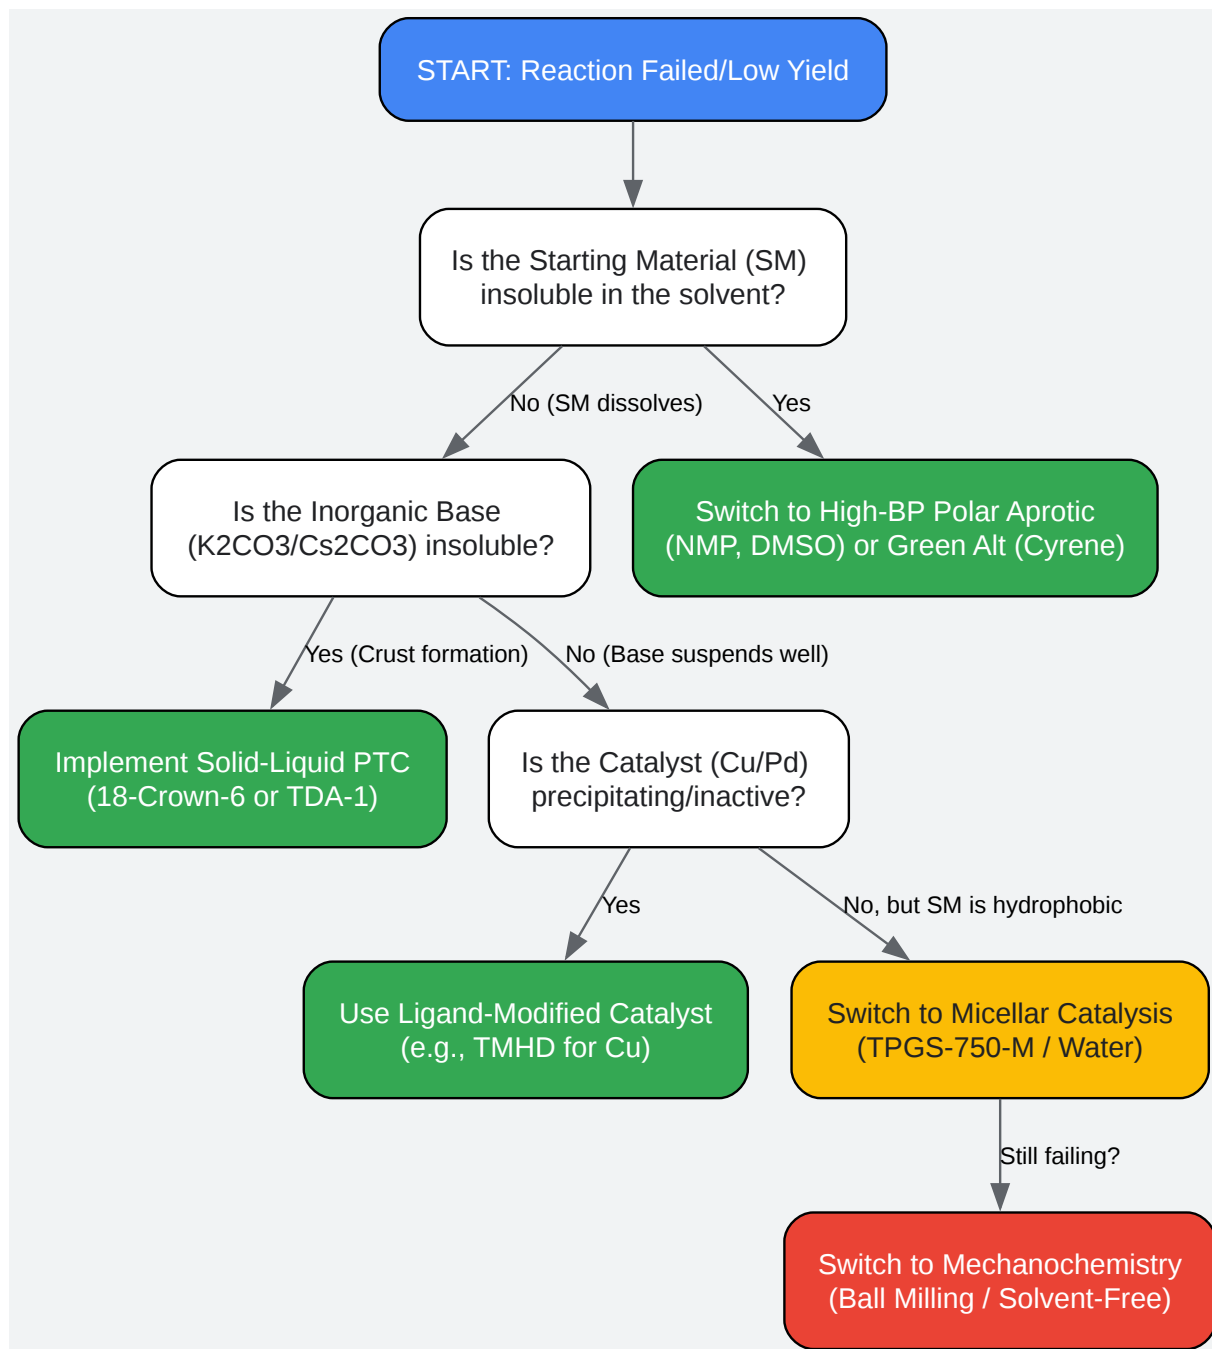 START: Reaction Failed/Low Yield
Is the Starting Material (SM)
insoluble in the solvent?
No (SM dissolves)
Yes
Is the Inorganic Base
(K2CO3/Cs2CO3) insoluble?
Switch to High-BP Polar Aprotic
(NMP, DMSO) or Green Alt (Cyrene)
Yes (Crust formation)
No (Base suspends well)
Implement Solid-Liquid PTC
(18-Crown-6 or TDA-1)
Is the Catalyst (Cu/Pd)
precipitating/inactive?
Yes
No, but SM is hydrophobic
Use Ligand-Modified Catalyst
(e.g., TMHD for Cu)
Switch to Micellar Catalysis
(TPGS-750-M / Water)
Still failing?
Switch to Mechanochemistry
(Ball Milling / Solvent-Free)